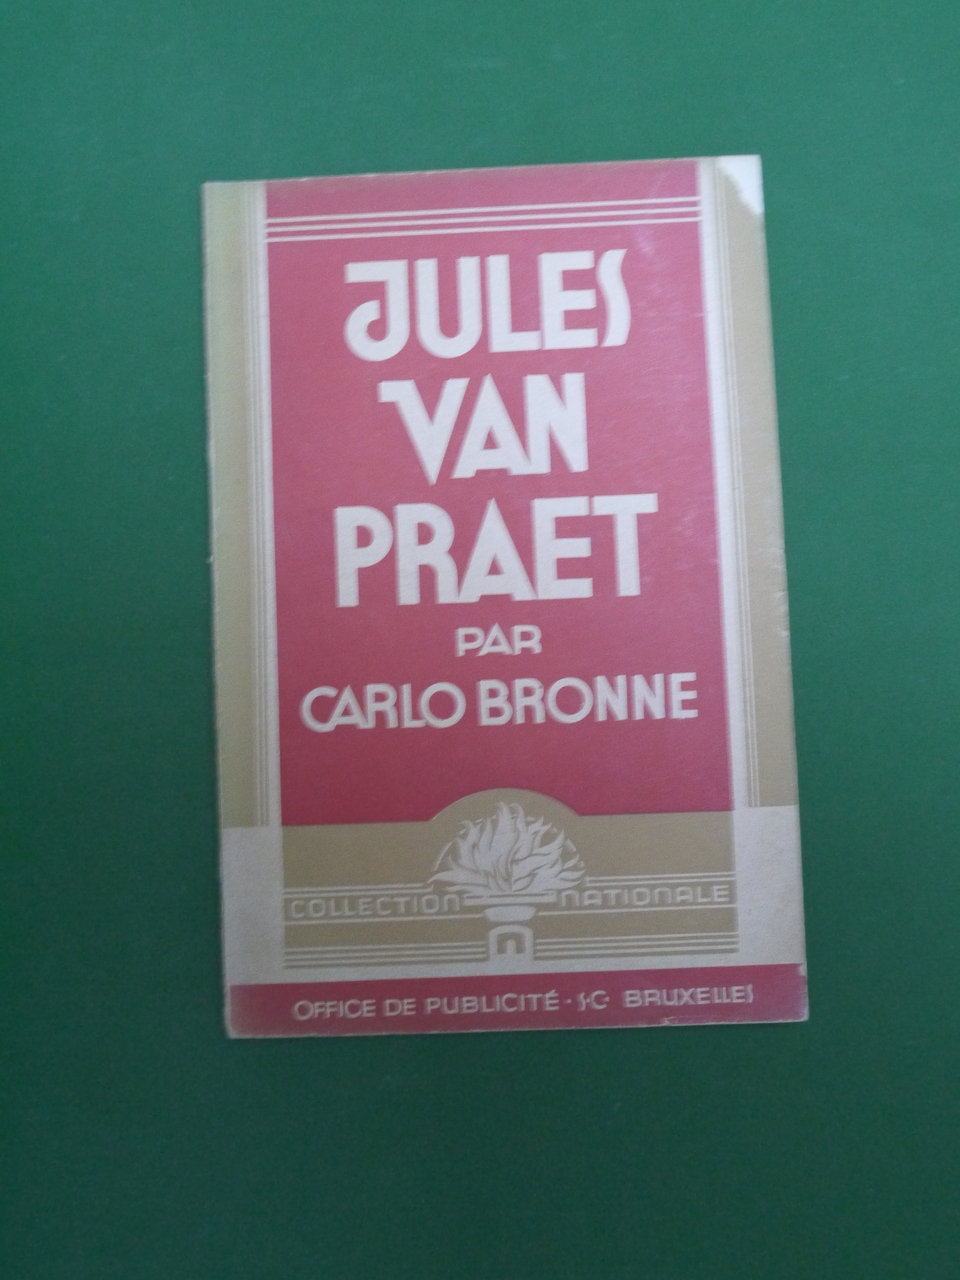 JULES
VAN
PRAET
PAR
CARLO BRONNE
COLLECTION NATIONALE
OFFICE DE PUBLICITÉ · S·C· BRUXELLES